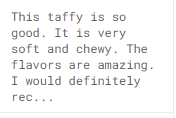 This taffy is so
good. It is very
soft and chewy. The
flavors are amazing.
I would definitely
rec...